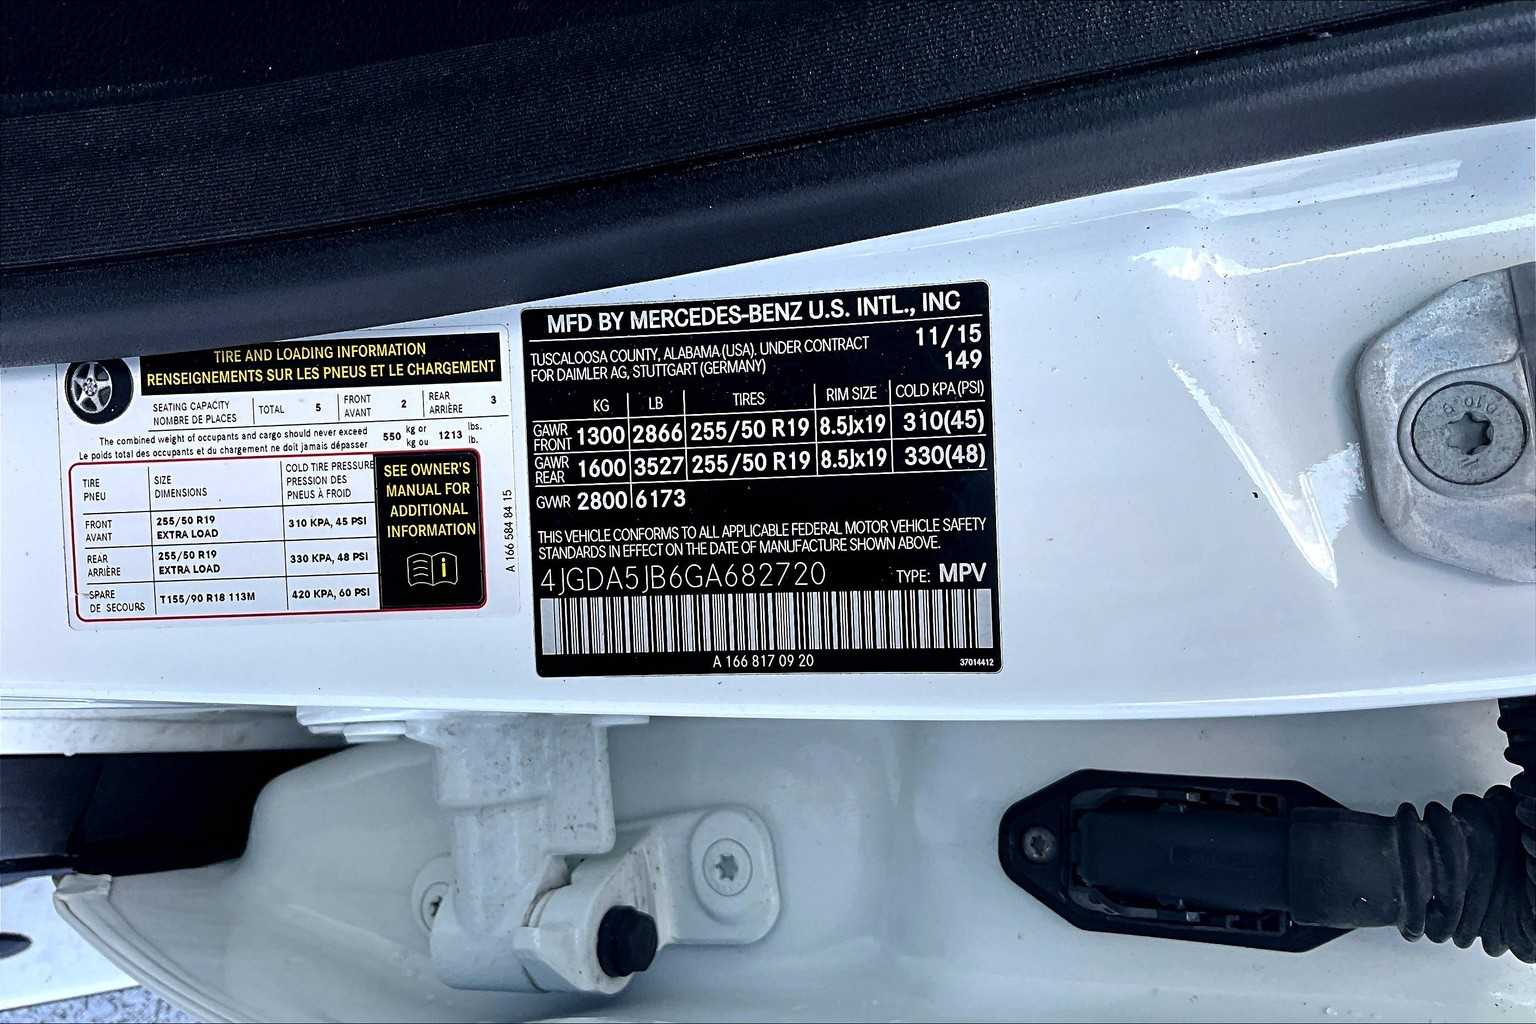 TIRE AND LOADING INFORMATION
RENSEIGNEMENTS SUR LES PNEUS ET LE CHARGEMENT
SEATING CAPACITY
NOMBRE DE PLACES
TOTAL 5
FRONT
AVANT 2
REAR
ARRIÈRE 3
The combined weight of occupants and cargo should never exceed
Le poids total des occupants et du chargement ne doit jamais dépasser
550 kg or
kg ou
1213 lbs.
lb.
TIRE
PNEU
SIZE
DIMENSIONS
COLD TIRE PRESSURE
PRESSION DES
PNEUS À FROID
FRONT
AVANT
255/50 R19
EXTRA LOAD
310 KPA, 45 PSI
REAR
ARRIÈRE
255/50 R19
EXTRA LOAD
330 KPA, 48 PSI
SPARE
DE SECOURS
T155/90 R18 113M
420 KPA, 60 PSI
SEE OWNER'S
MANUAL FOR
ADDITIONAL
INFORMATION
i
A 166 584 84 15
MFD BY MERCEDES-BENZ U.S. INTL., INC
TUSCALOOSA COUNTY, ALABAMA (USA). UNDER CONTRACT
FOR DAIMLER AG, STUTTGART (GERMANY)
11/15
149
KG LB TIRES RIM SIZE COLD KPA(PSI)
GAWR
FRONT 1300 2866 255/50 R19 8.5Jx19 310(45)
GAWR
REAR 1600 3527 255/50 R19 8.5Jx19 330(48)
GVWR 2800 6173
THIS VEHICLE CONFORMS TO ALL APPLICABLE FEDERAL MOTOR VEHICLE SAFETY
STANDARDS IN EFFECT ON THE DATE OF MANUFACTURE SHOWN ABOVE.
4JGDA5JB6GA682720 TYPE: MPV
A 166 817 09 20
37014412